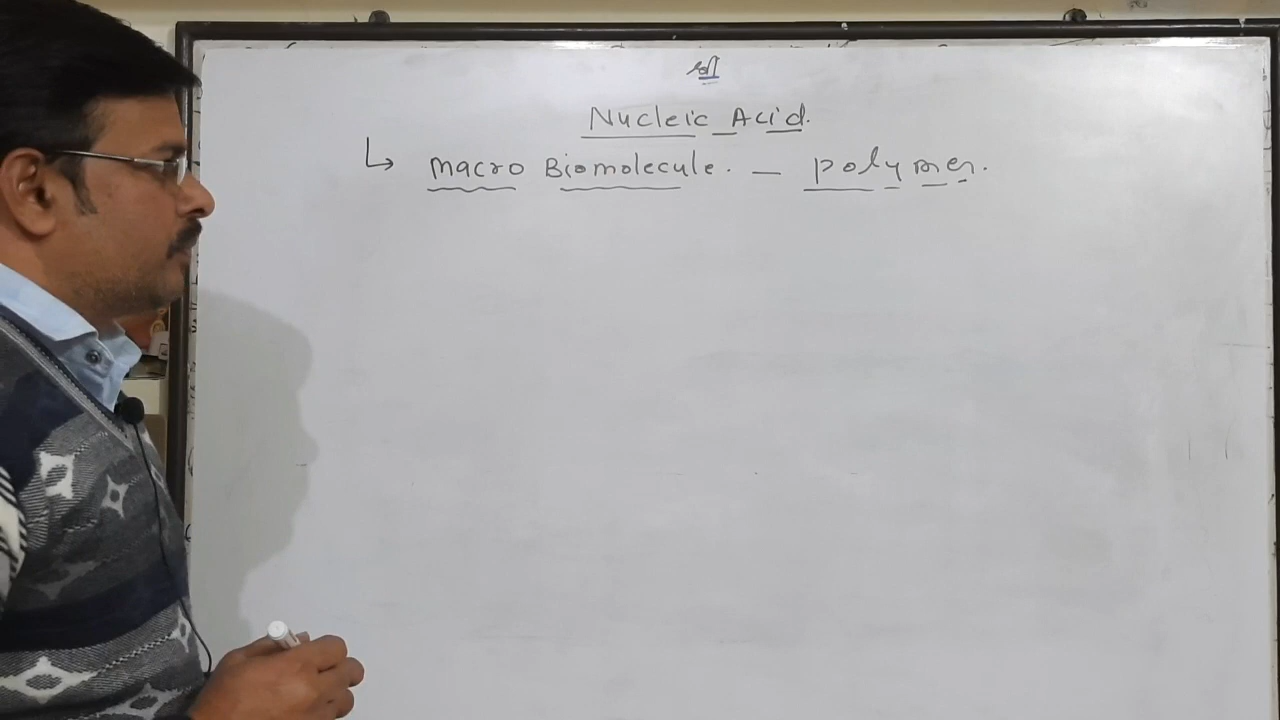 श्री
Nucleic Acid.
↳ Macro Biomolecule. — polymer.